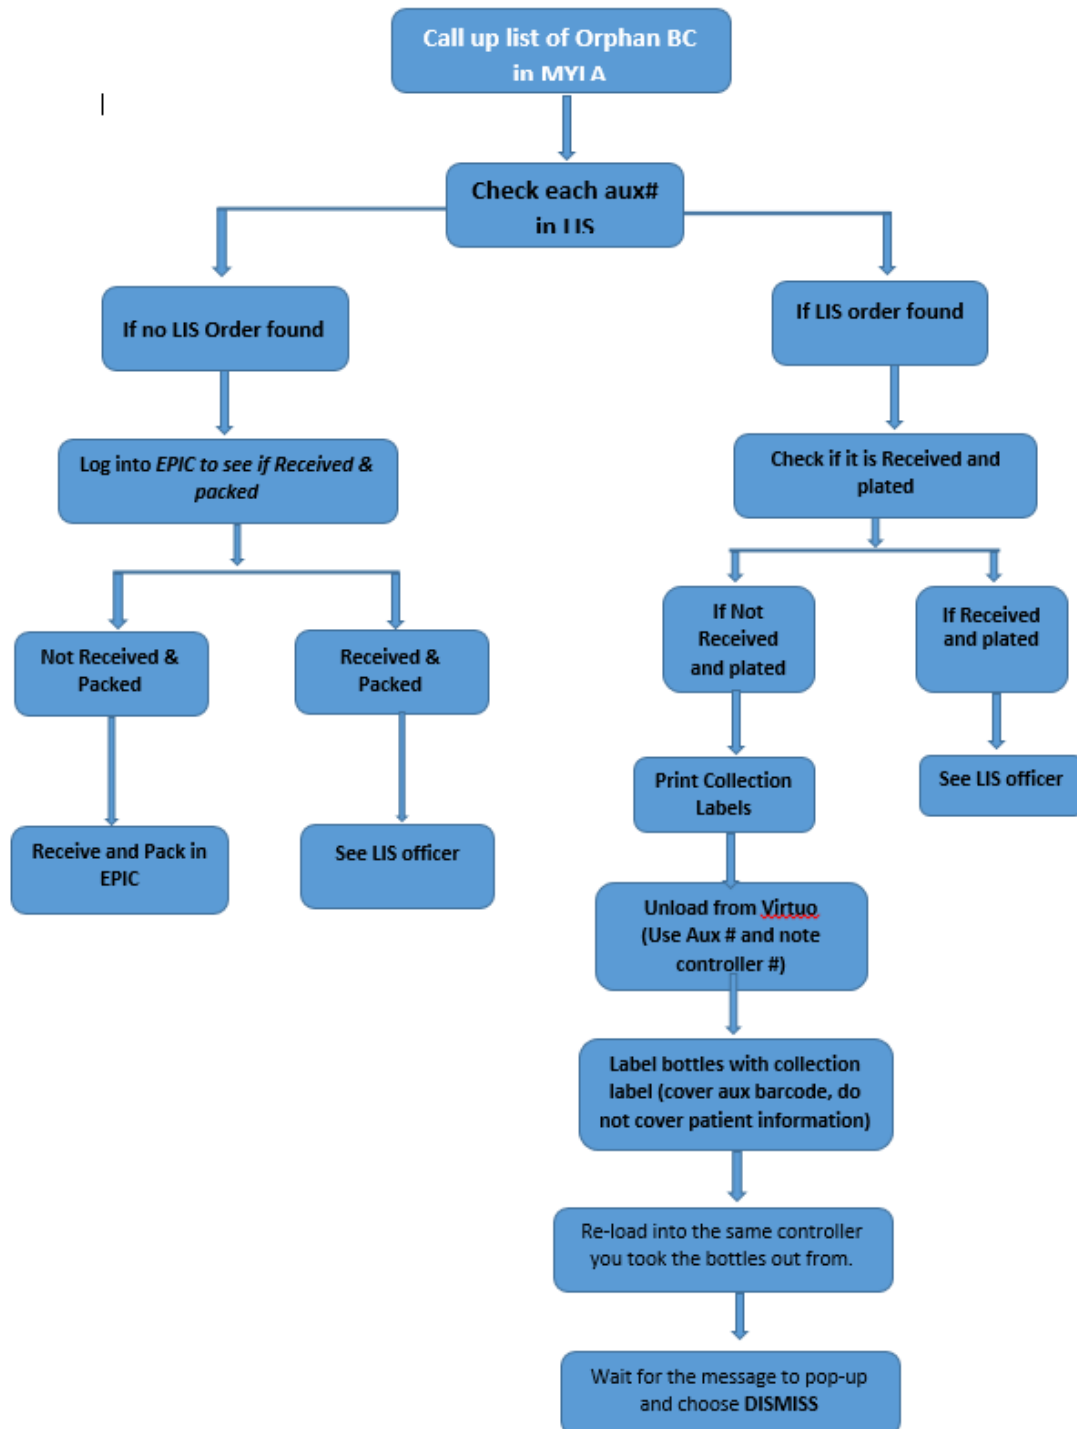 Call up list of Orphan BC
in MYLA
Check each aux#
in LIS
If no LIS Order found
If LIS order found
Log into EPIC to see if Received &
packed
Check if it is Received and
plated
Not Received &
Packed
Received &
Packed
If Not
Received
and plated
If Received
and plated
Receive and Pack in
EPIC
See LIS officer
Print Collection
Labels
See LIS officer
Unload from Virtuo
(Use Aux # and note
controller #)
Label bottles with collection
label (cover aux barcode, do
not cover patient information)
Re-load into the same controller
you took the bottles out from.
Wait for the message to pop-up
and choose DISMISS